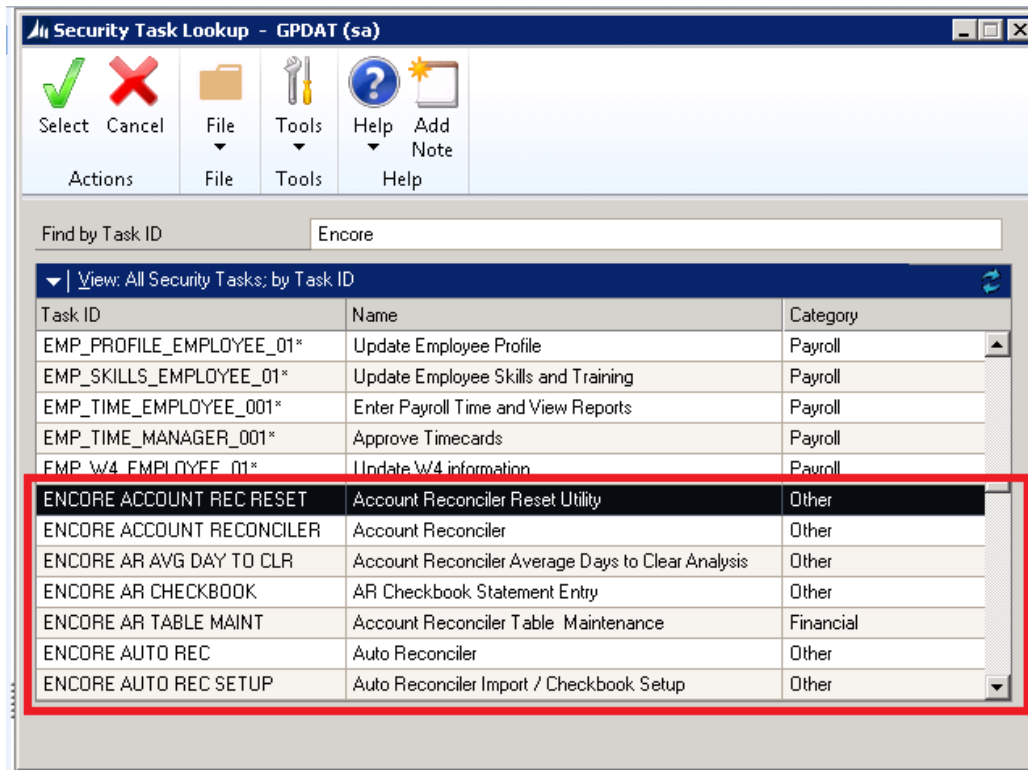 Security Task Lookup - GPDAT (sa)
Select Cancel File Tools Help Add Note
Actions File Tools Help
Find by Task ID Encore
View: All Security Tasks; by Task ID
Task ID Name Category
EMP_PROFILE_EMPLOYEE_01* Update Employee Profile Payroll
EMP_SKILLS_EMPLOYEE_01* Update Employee Skills and Training Payroll
EMP_TIME_EMPLOYEE_001* Enter Payroll Time and View Reports Payroll
EMP_TIME_MANAGER_001* Approve Timecards Payroll
EMP_W4_EMPLOYEE_01* Update W4 information Payroll
ENCORE ACCOUNT REC RESET Account Reconciler Reset Utility Other
ENCORE ACCOUNT RECONCILER Account Reconciler Other
ENCORE AR AVG DAY TO CLR Account Reconciler Average Days to Clear Analysis Other
ENCORE AR CHECKBOOK AR Checkbook Statement Entry Other
ENCORE AR TABLE MAINT Account Reconciler Table Maintenance Financial
ENCORE AUTO REC Auto Reconciler Other
ENCORE AUTO REC SETUP Auto Reconciler Import / Checkbook Setup Other